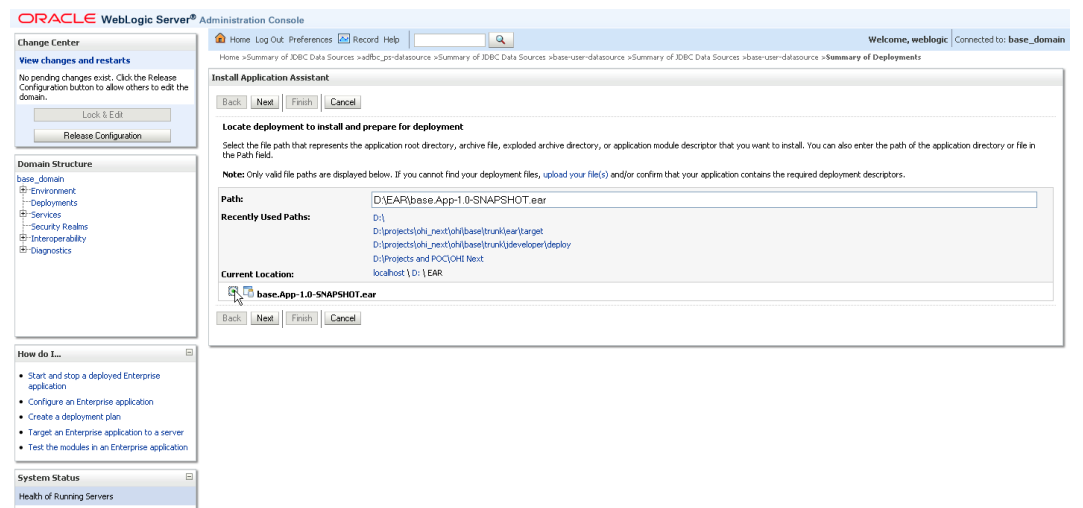 ORACLE WebLogic Server® Administration Console
Change Center
View changes and restarts
No pending changes exist. Click the Release
Configuration button to allow others to edit the
domain.
Lock & Edit
Release Configuration
Domain Structure
base_domain
Environment
Deployments
Services
Security Realms
Interoperability
Diagnostics
How do I...
Start and stop a deployed Enterprise
application
Configure an Enterprise application
Create a deployment plan
Target an Enterprise application to a server
Test the modules in an Enterprise application
System Status
Health of Running Servers
Home Log Out Preferences Record Help
Welcome, weblogic Connected to: base_domain
Home >Summary of JDBC Data Sources >adfbc_ps-datasource >Summary of JDBC Data Sources >base-user-datasource >Summary of JDBC Data Sources >base-user-datasource >Summary of Deployments
Install Application Assistant
Back Next Finish Cancel
Locate deployment to install and prepare for deployment
Select the file path that represents the application root directory, archive file, exploded archive directory, or application module descriptor that you want to install. You can also enter the path of the application directory or file in
the Path field.
Note: Only valid file paths are displayed below. If you cannot find your deployment files, upload your file(s) and/or confirm that your application contains the required deployment descriptors.
Path: D:\EAR\base.App-1.0-SNAPSHOT.ear
Recently Used Paths: D:\
D:\projects\ohi_next\ohi\base\trunk\ear\target
D:\projects\ohi_next\ohi\base\trunk\jdeveloper\deploy
D:\Projects and POC\OHI Next
Current Location: localhost \ D: \ EAR
base.App-1.0-SNAPSHOT.ear
Back Next Finish Cancel